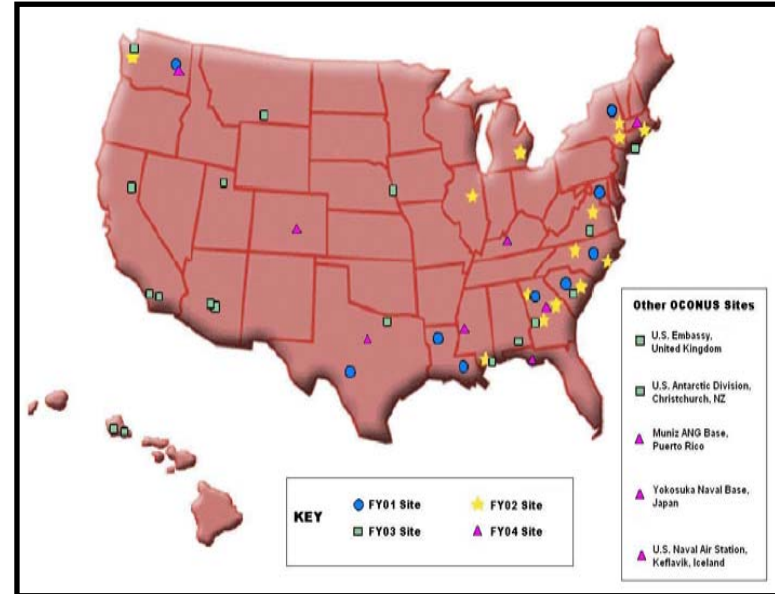 Other OCONUS Sites
U.S. Embassy,
United Kingdom
U.S. Antarctic Division,
Christchurch, NZ
Muniz ANG Base,
Puerto Rico
Yokosuka Naval Base,
Japan
U.S. Naval Air Station,
Keflavik, Iceland
KEY
FY01 Site
FY02 Site
FY03 Site
FY04 Site